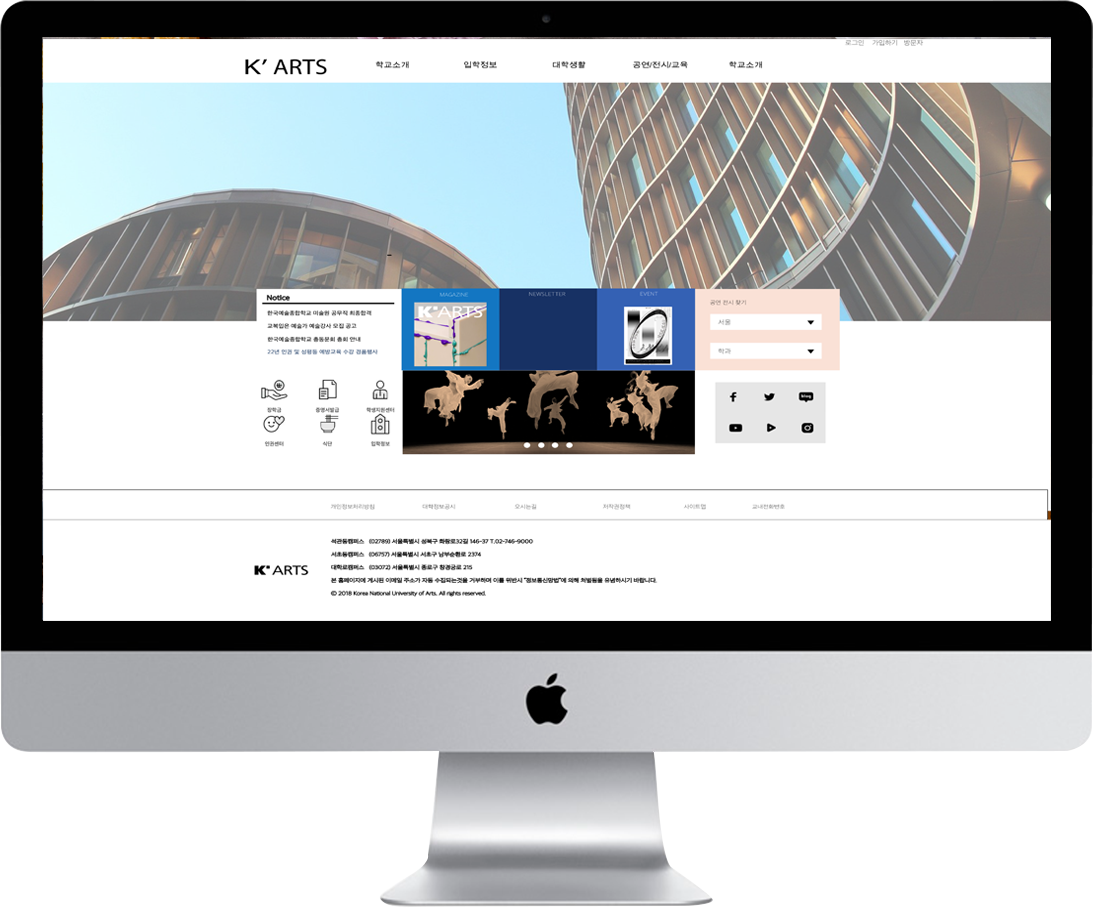 로그인 가입하기 방문자
K' ARTS 학교소개 입학정보 대학생활 공연/전시/교육 학교소개
Notice
한국예술종합학교 미술원 공무직 최종합격
교복입은 예술가 예술강사 모집 공고
한국예술종합학교 총동문회 총회 안내
22년 인권 및 성평등 예방교육 수강 권율행사
MAGAZINE
K'ARTS
NEWSLETTER
EVENT
공연 전시 찾기
서울
학과
장학금 증명서발급 학생지원센터
인권센터 식단 입학정보
blog
개인정보처리방침 대학정보공시 오시는길 저작권정책 사이트맵 교내전화번호
K' ARTS
석관동캠퍼스 (02789) 서울특별시 성북구 화랑로32길 146-37 T.02-746-9000
서초동캠퍼스 (06757) 서울특별시 서초구 남부순환로 2374
대학로캠퍼스 (03072) 서울특별시 종로구 창경궁로 215
본 홈페이지에 게시된 이메일 주소가 자동 수집되는것을 거부하며 이를 위반시 "정보통신망법"에 의해 처벌됨을 유념하시기 바랍니다.
© 2018 Korea National University of Arts. All rights reserved.